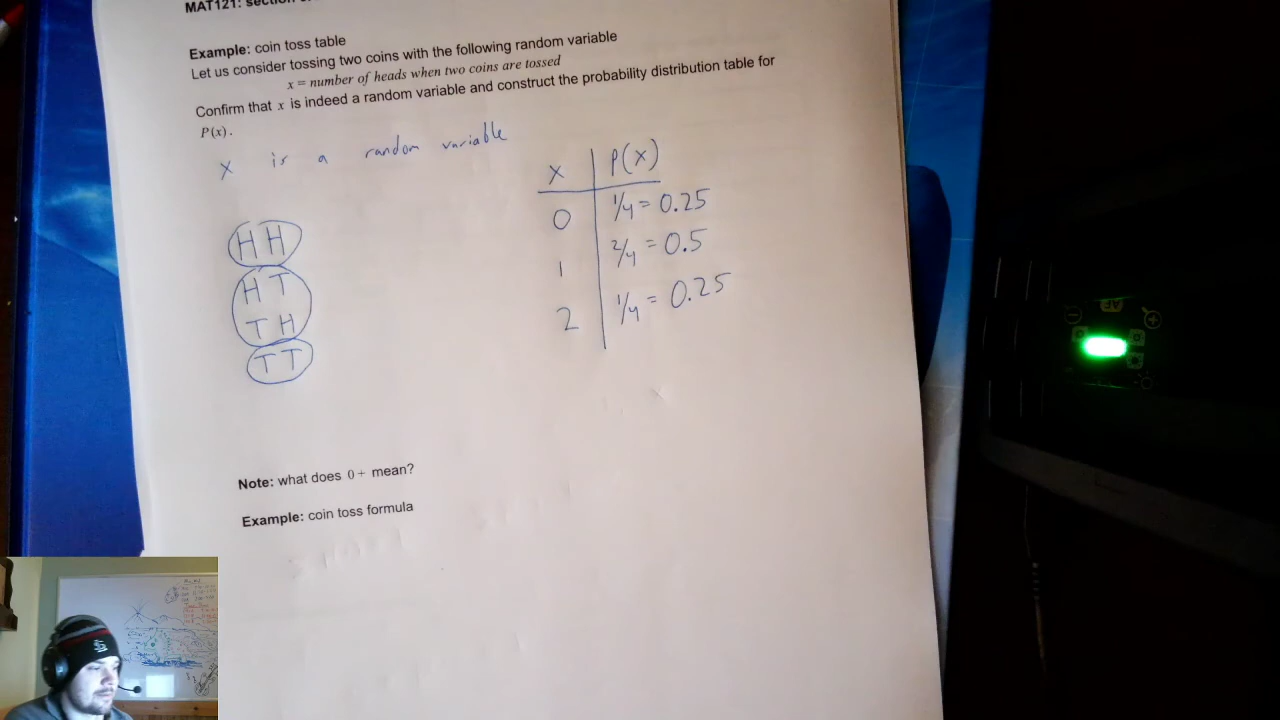 MAT121: section
Example: coin toss table
Let us consider tossing two coins with the following random variable
x = number of heads when two coins are tossed
Confirm that x is indeed a random variable and construct the probability distribution table for
P(x).
x is a random variable
x P(x)
0 1/4 = 0.25
1 2/4 = 0.5
2 1/4 = 0.25
HH
HT
TH
TT
Note: what does 0+ mean?
Example: coin toss formula
AF